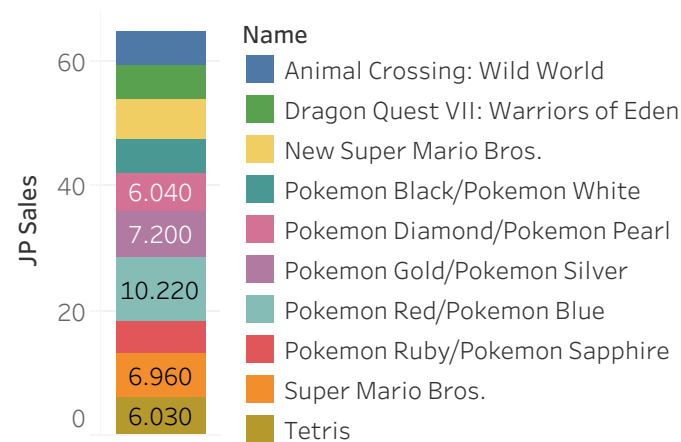 Name
60
40
20
0
JP Sales
6.040
7.200
10.220
6.960
6.030
Animal Crossing: Wild World
Dragon Quest VII: Warriors of Eden
New Super Mario Bros.
Pokemon Black/Pokemon White
Pokemon Diamond/Pokemon Pearl
Pokemon Gold/Pokemon Silver
Pokemon Red/Pokemon Blue
Pokemon Ruby/Pokemon Sapphire
Super Mario Bros.
Tetris